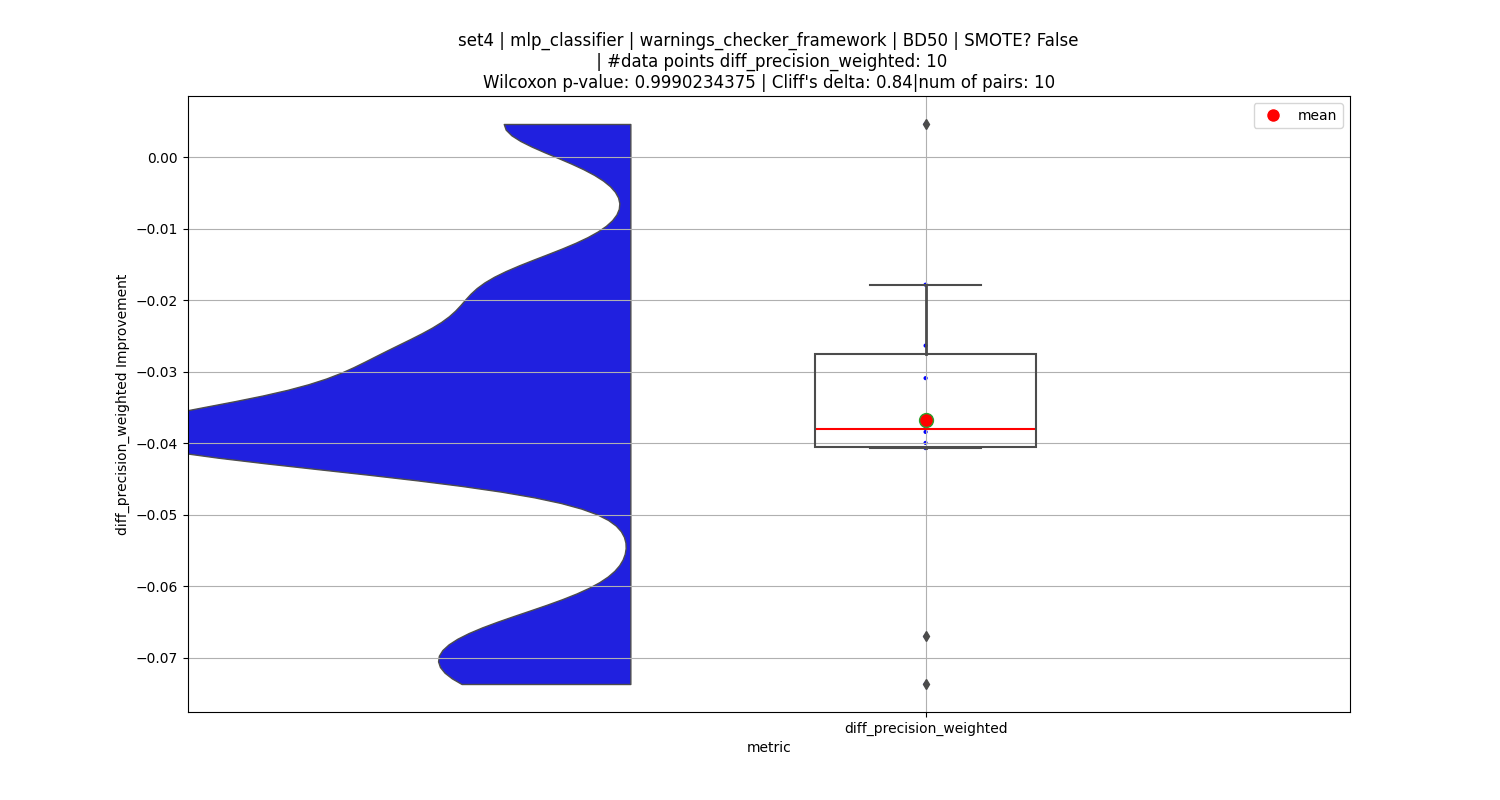 set4 | mlp_classifier | warnings_checker_framework | BD50 | SMOTE? False
| #data points diff_precision_weighted: 10
Wilcoxon p-value: 0.9990234375 | Cliff's delta: 0.84|num of pairs: 10
mean
0.00
−0.01
−0.02
−0.03
−0.04
−0.05
−0.06
−0.07
diff_precision_weighted Improvement
diff_precision_weighted
metric